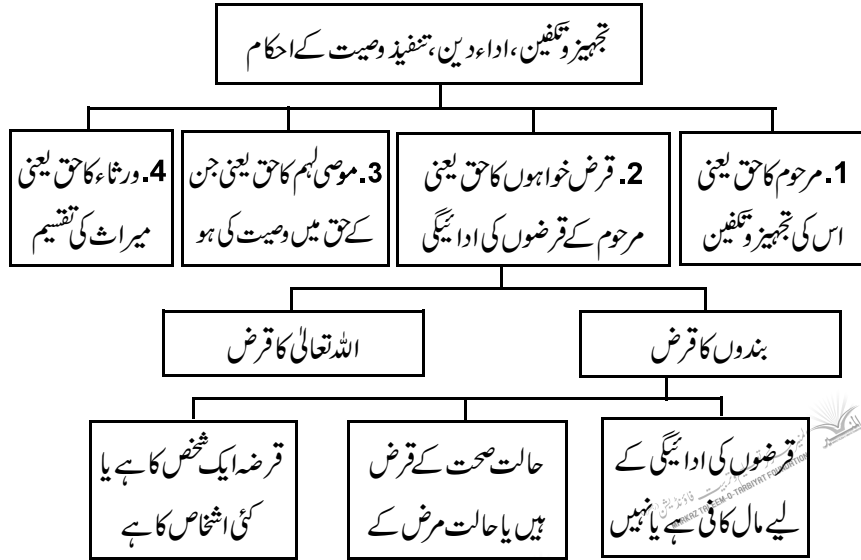 تجہیز و تکفین، اداء دین، تنفیذ وصیت کے احکام
1. مرحوم کا حق یعنی
اس کی تجہیز و تکفین
2. قرض خواہوں کا حق یعنی
مرحوم کے قرضوں کی ادائیگی
3. موصی لہم کا حق یعنی جن
کے حق میں وصیت کی ہو
4. ورثاء کا حق یعنی
میراث کی تقسیم
بندوں کا قرض
اللہ تعالیٰ کا قرض
قرضوں کی ادائیگی کے
لیے مال کافی ہے یا نہیں
حالت صحت کے قرض
ہیں یا حالت مرض کے
قرضہ ایک شخص کا ہے یا
کئی اشخاص کا ہے
MARKAZ TALEEM-O-TARBIYAT FOUNDATION